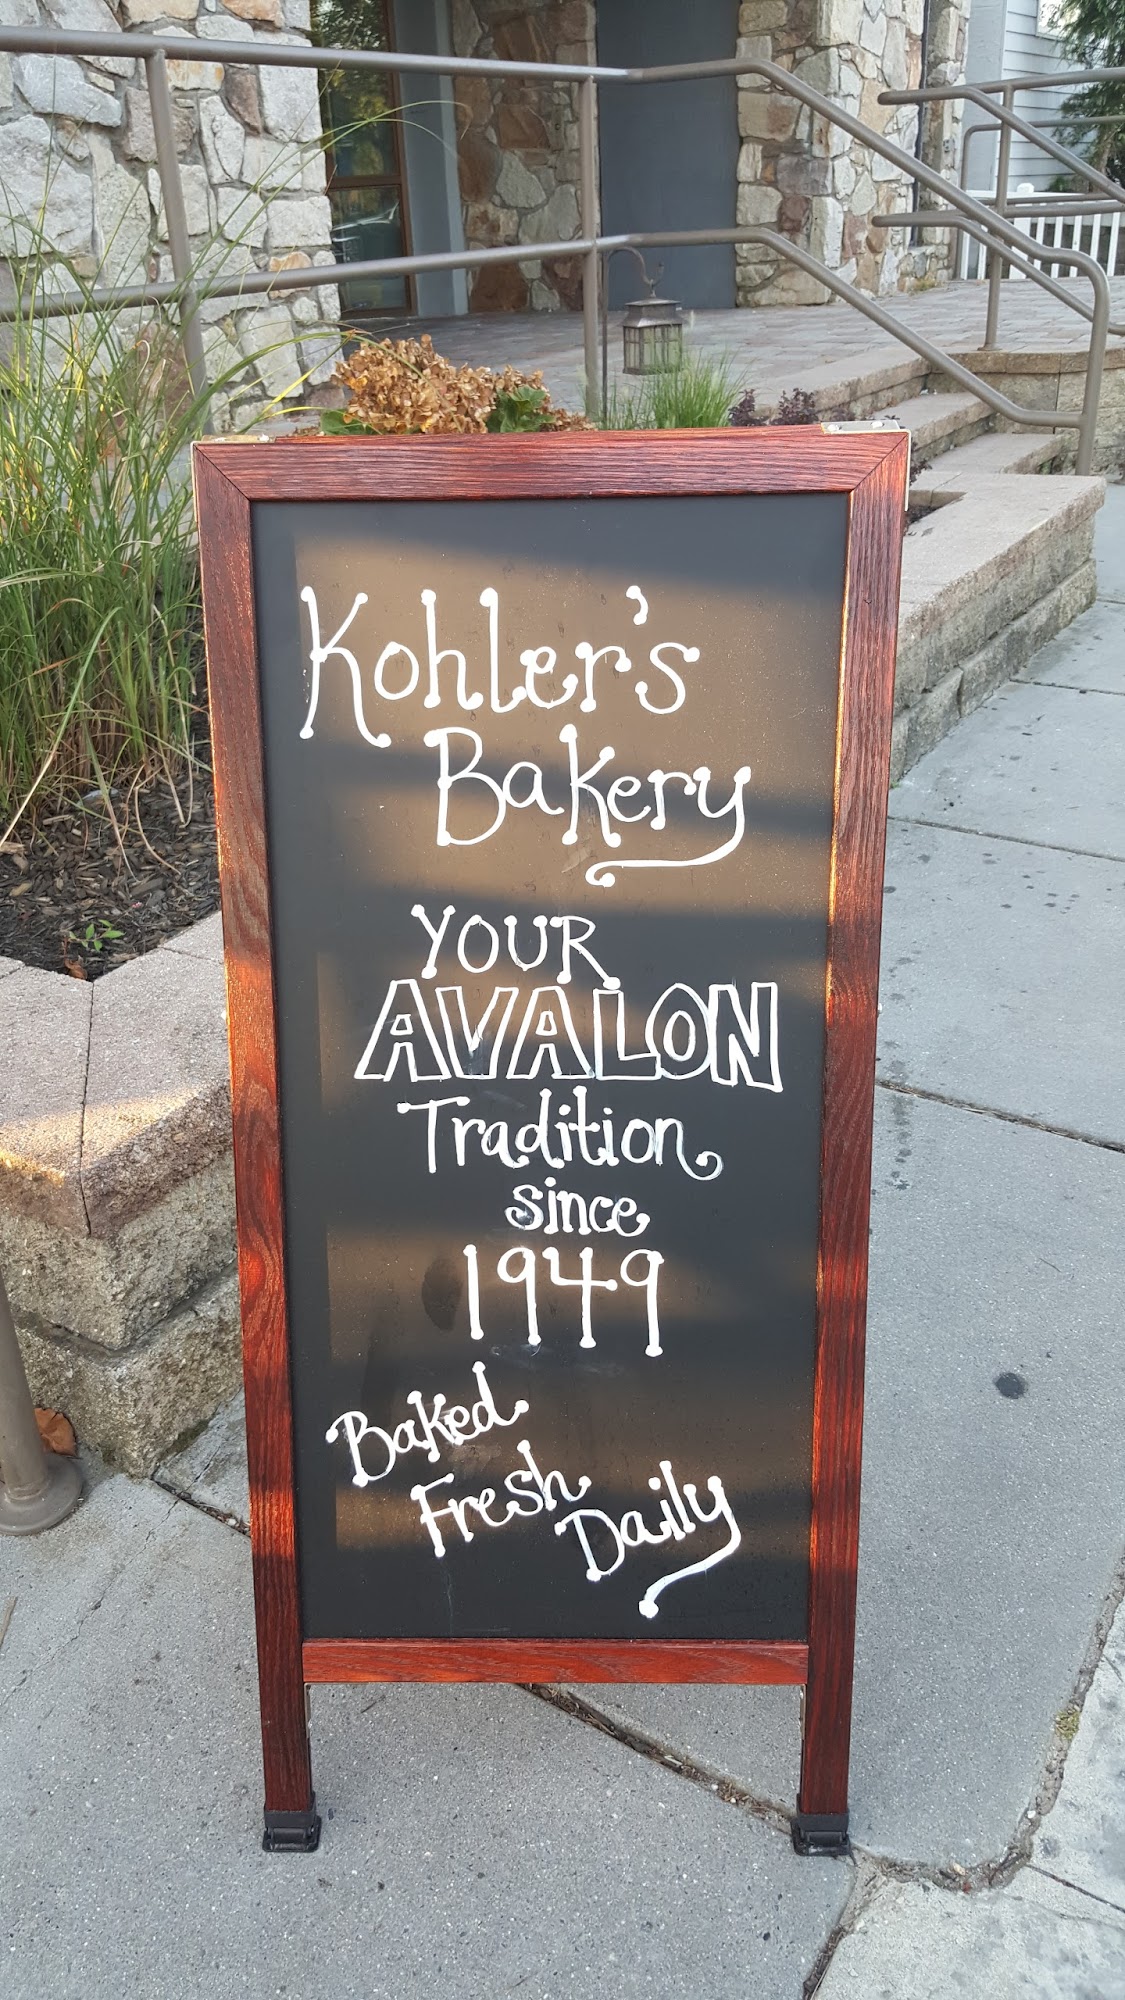 Kohler's
Bakery
YOUR
AVALON
Tradition
since
1949
Baked
Fresh
Daily